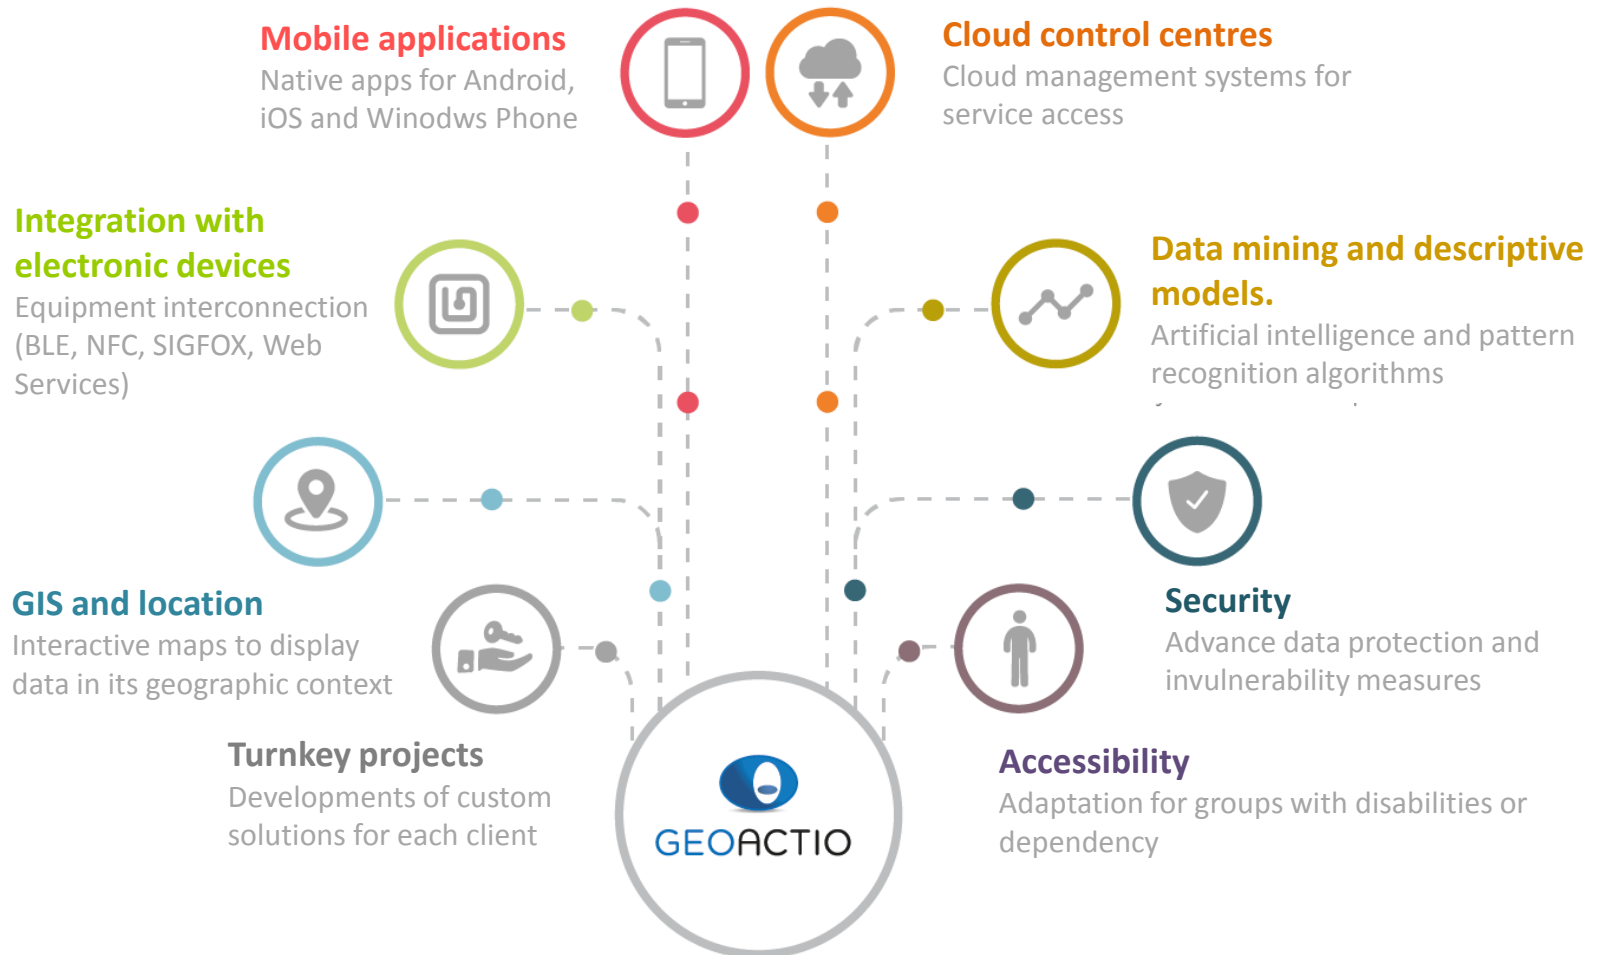 Mobile applications
Native apps for Android,
iOS and Winodws Phone
Cloud control centres
Cloud management systems for
service access
Integration with
electronic devices
Equipment interconnection
(BLE, NFC, SIGFOX, Web
Services)
Data mining and descriptive
models.
Artificial intelligence and pattern
recognition algorithms
GIS and location
Interactive maps to display
data in its geographic context
Security
Advance data protection and
invulnerability measures
Turnkey projects
Developments of custom
solutions for each client
Accessibility
Adaptation for groups with disabilities or
dependency
GEOACTIO